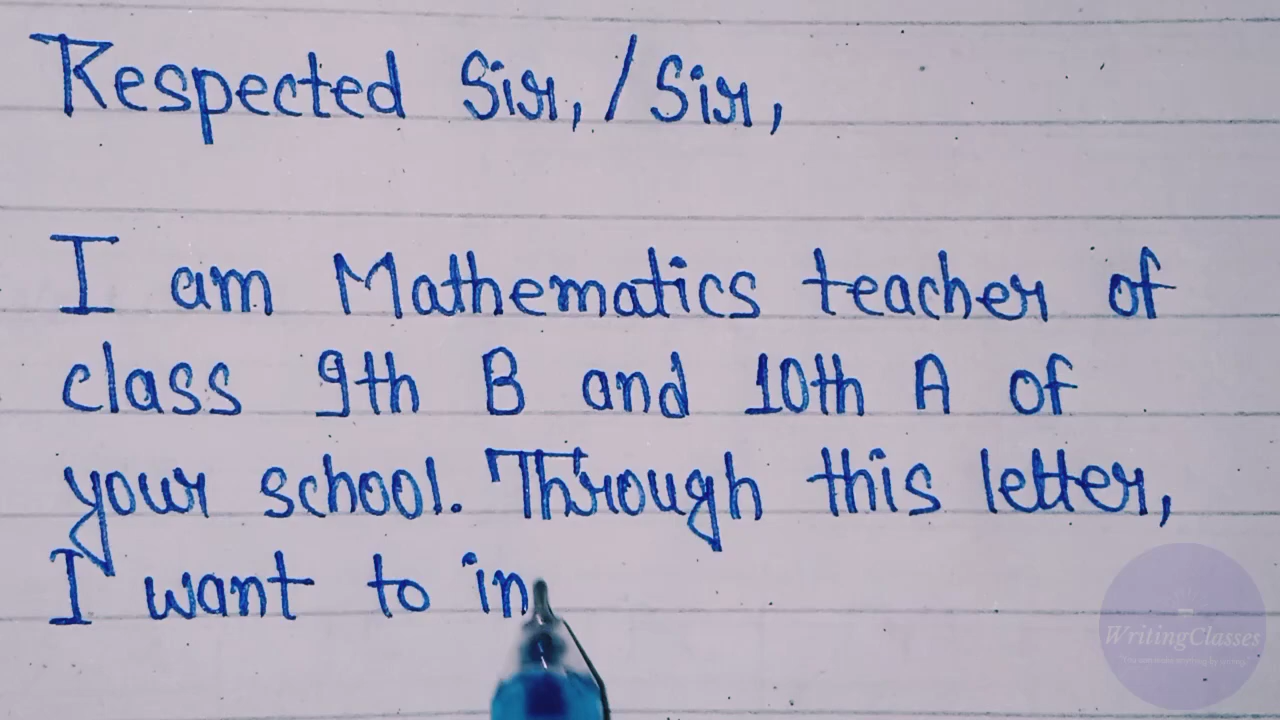 Respected Sir, / Sir,
I am Mathematics teacher of
class 9th B and 10th A of
your school. Through this letter,
I want to in
WritingClasses